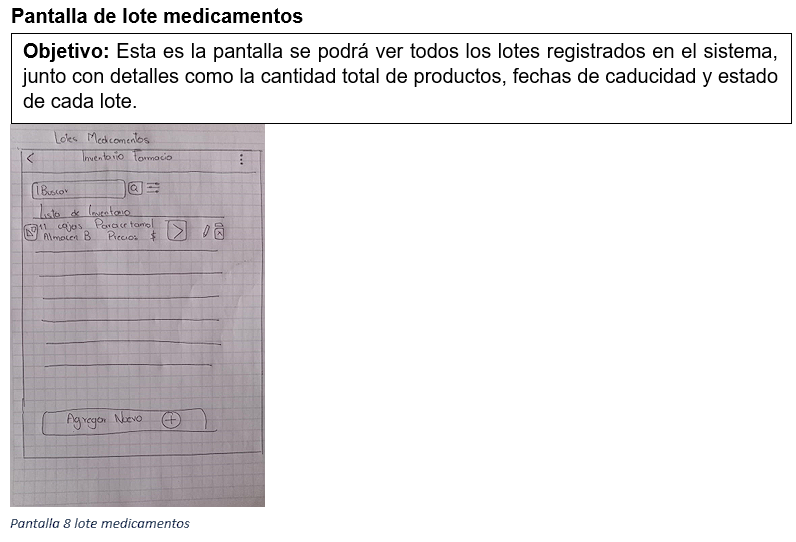 Pantalla de lote medicamentos
Objetivo: Esta es la pantalla se podrá ver todos los lotes registrados en el sistema,
junto con detalles como la cantidad total de productos, fechas de caducidad y estado
de cada lote.
Lotes Medicamentos
Inventario Farmacia
Buscar
Lista de Inventario
11 cajas Paracetamol
Almacen B Precios $
Agregar Nuevo
Pantalla 8 lote medicamentos